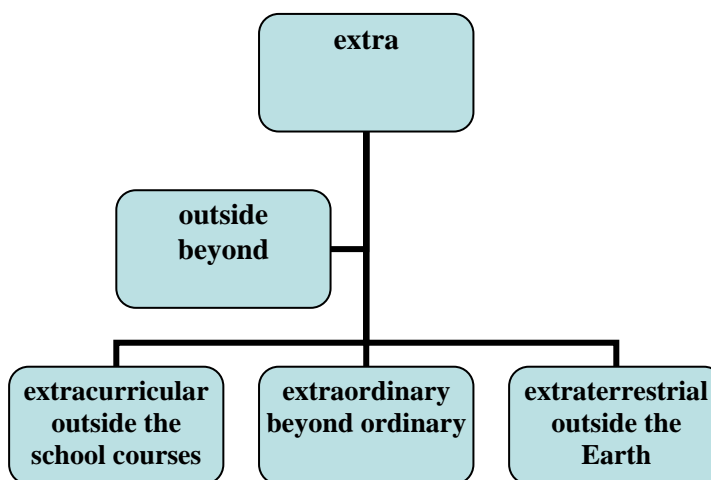 extra
outside
beyond
extracurricular
outside the
school courses
extraordinary
beyond ordinary
extraterrestrial
outside the
Earth